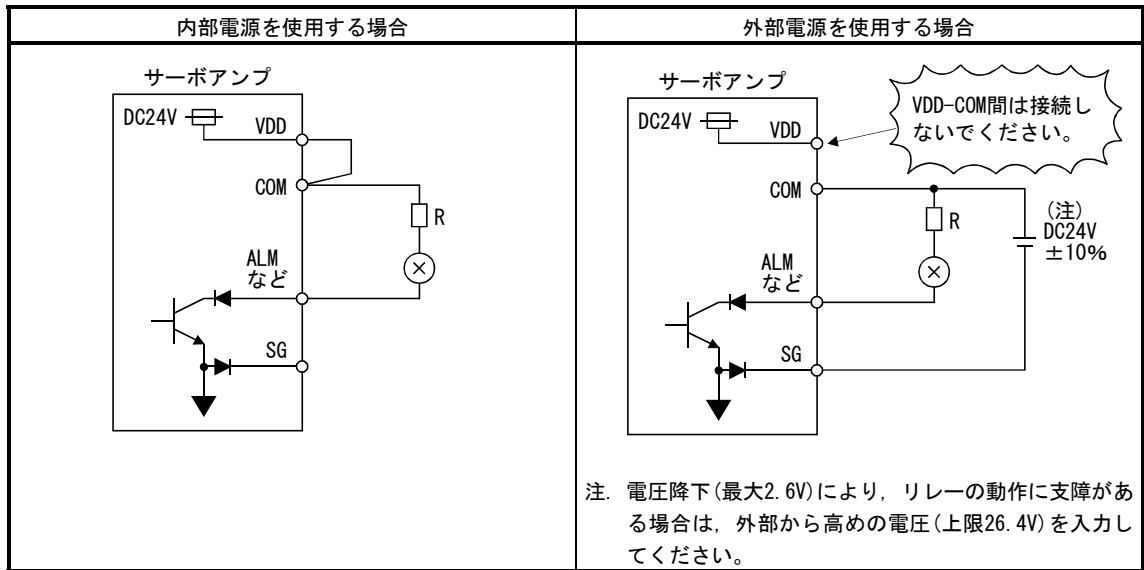 内部電源を使用する場合
外部電源を使用する場合
サーボアンプ
DC24V
VDD
COM
R
ALM
など
SG
サーボアンプ
DC24V
VDD
VDD-COM間は接続し
ないでください。
COM
R
(注)
DC24V
±10%
ALM
など
SG
注. 電圧降下(最大2.6V)により,リレーの動作に支障があ
る場合は,外部から高めの電圧(上限26.4V)を入力し
てください。